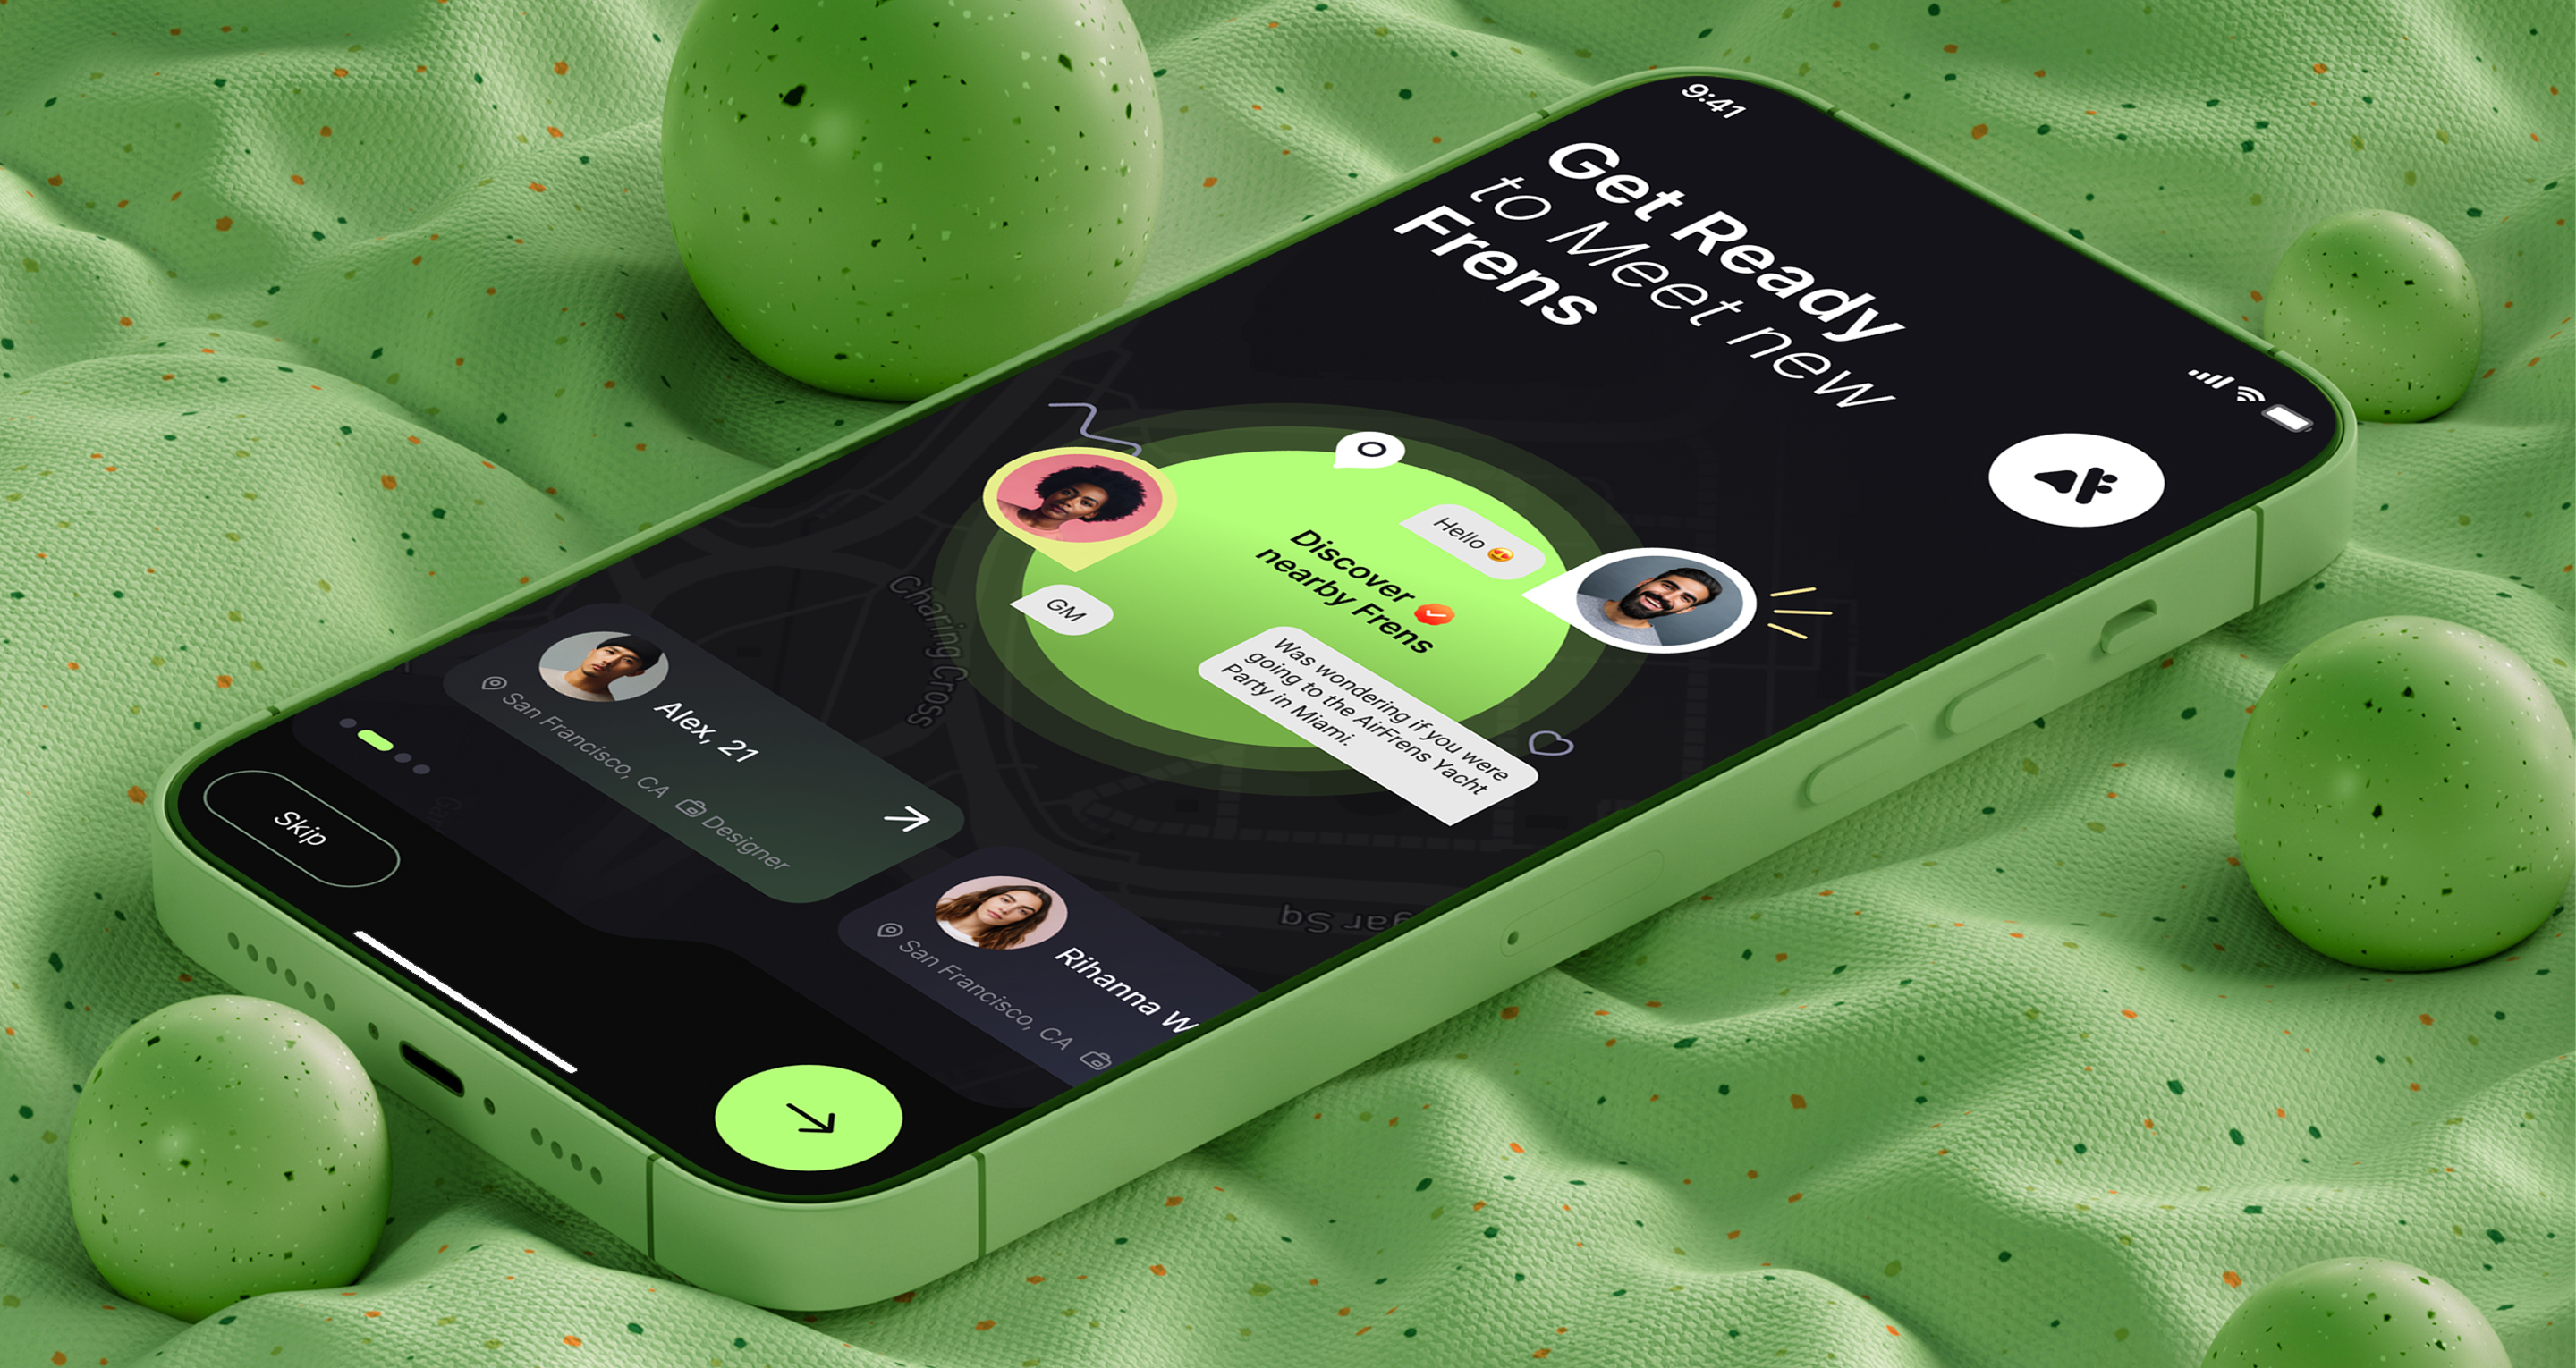 9:41
Get Ready
to Meet new
Frens
Hello 😍
Discover
nearby Frens
GM
Was wondering if you were
going to the AirFrens Yacht
Party in Miami.
Charing Cross
gar Sq
Alex, 21
San Francisco, CA Designer
Rihanna W
San Francisco, CA
Skip